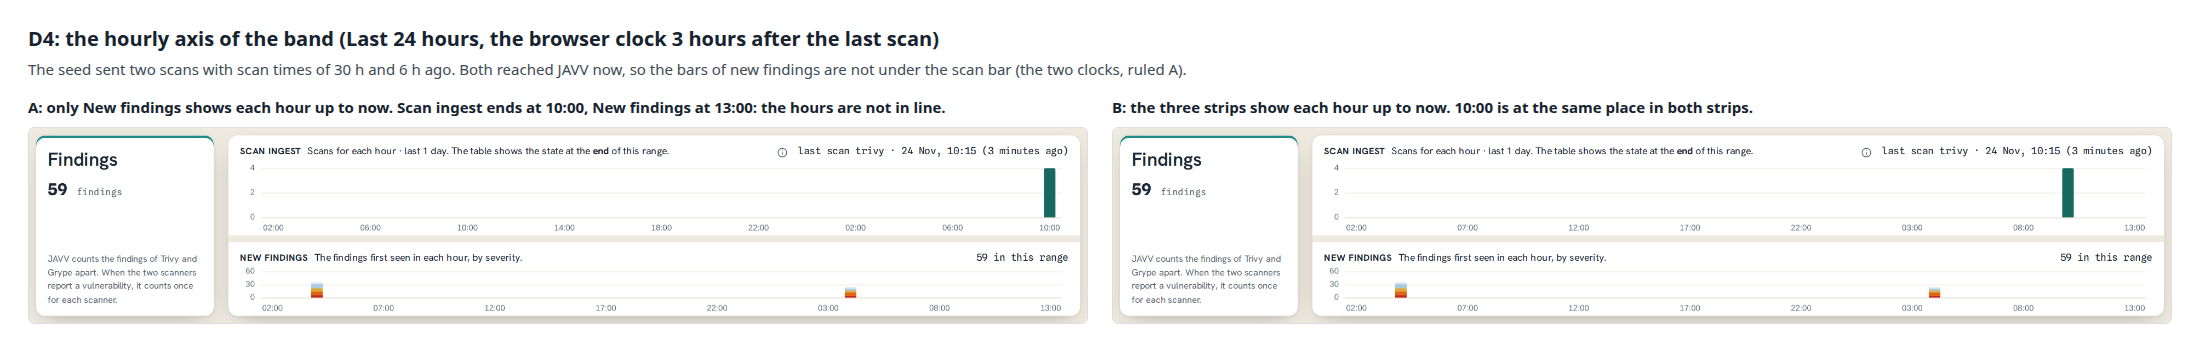 D4: the hourly axis of the band (Last 24 hours, the browser clock 3 hours after the last scan)
The seed sent two scans with scan times of 30 h and 6 h ago. Both reached JAVV now, so the bars of new findings are not under the scan bar (the two clocks, ruled A).
A: only New findings shows each hour up to now. Scan ingest ends at 10:00, New findings at 13:00: the hours are not in line.
Findings
59 findings
JAVV counts the findings of Trivy and
Grype apart. When the two scanners
report a vulnerability, it counts once
for each scanner.
SCAN INGEST Scans for each hour · last 1 day. The table shows the state at the end of this range.
last scan trivy · 24 Nov, 10:15 (3 minutes ago)
4
2
0
02:00 06:00 10:00 14:00 18:00 22:00 02:00 06:00 10:00
NEW FINDINGS The findings first seen in each hour, by severity.
59 in this range
60
30
0
02:00 07:00 12:00 17:00 22:00 03:00 08:00 13:00
B: the three strips show each hour up to now. 10:00 is at the same place in both strips.
Findings
59 findings
JAVV counts the findings of Trivy and
Grype apart. When the two scanners
report a vulnerability, it counts once
for each scanner.
SCAN INGEST Scans for each hour · last 1 day. The table shows the state at the end of this range.
last scan trivy · 24 Nov, 10:15 (3 minutes ago)
4
2
0
02:00 07:00 12:00 17:00 22:00 03:00 08:00 13:00
NEW FINDINGS The findings first seen in each hour, by severity.
59 in this range
60
30
0
02:00 07:00 12:00 17:00 22:00 03:00 08:00 13:00